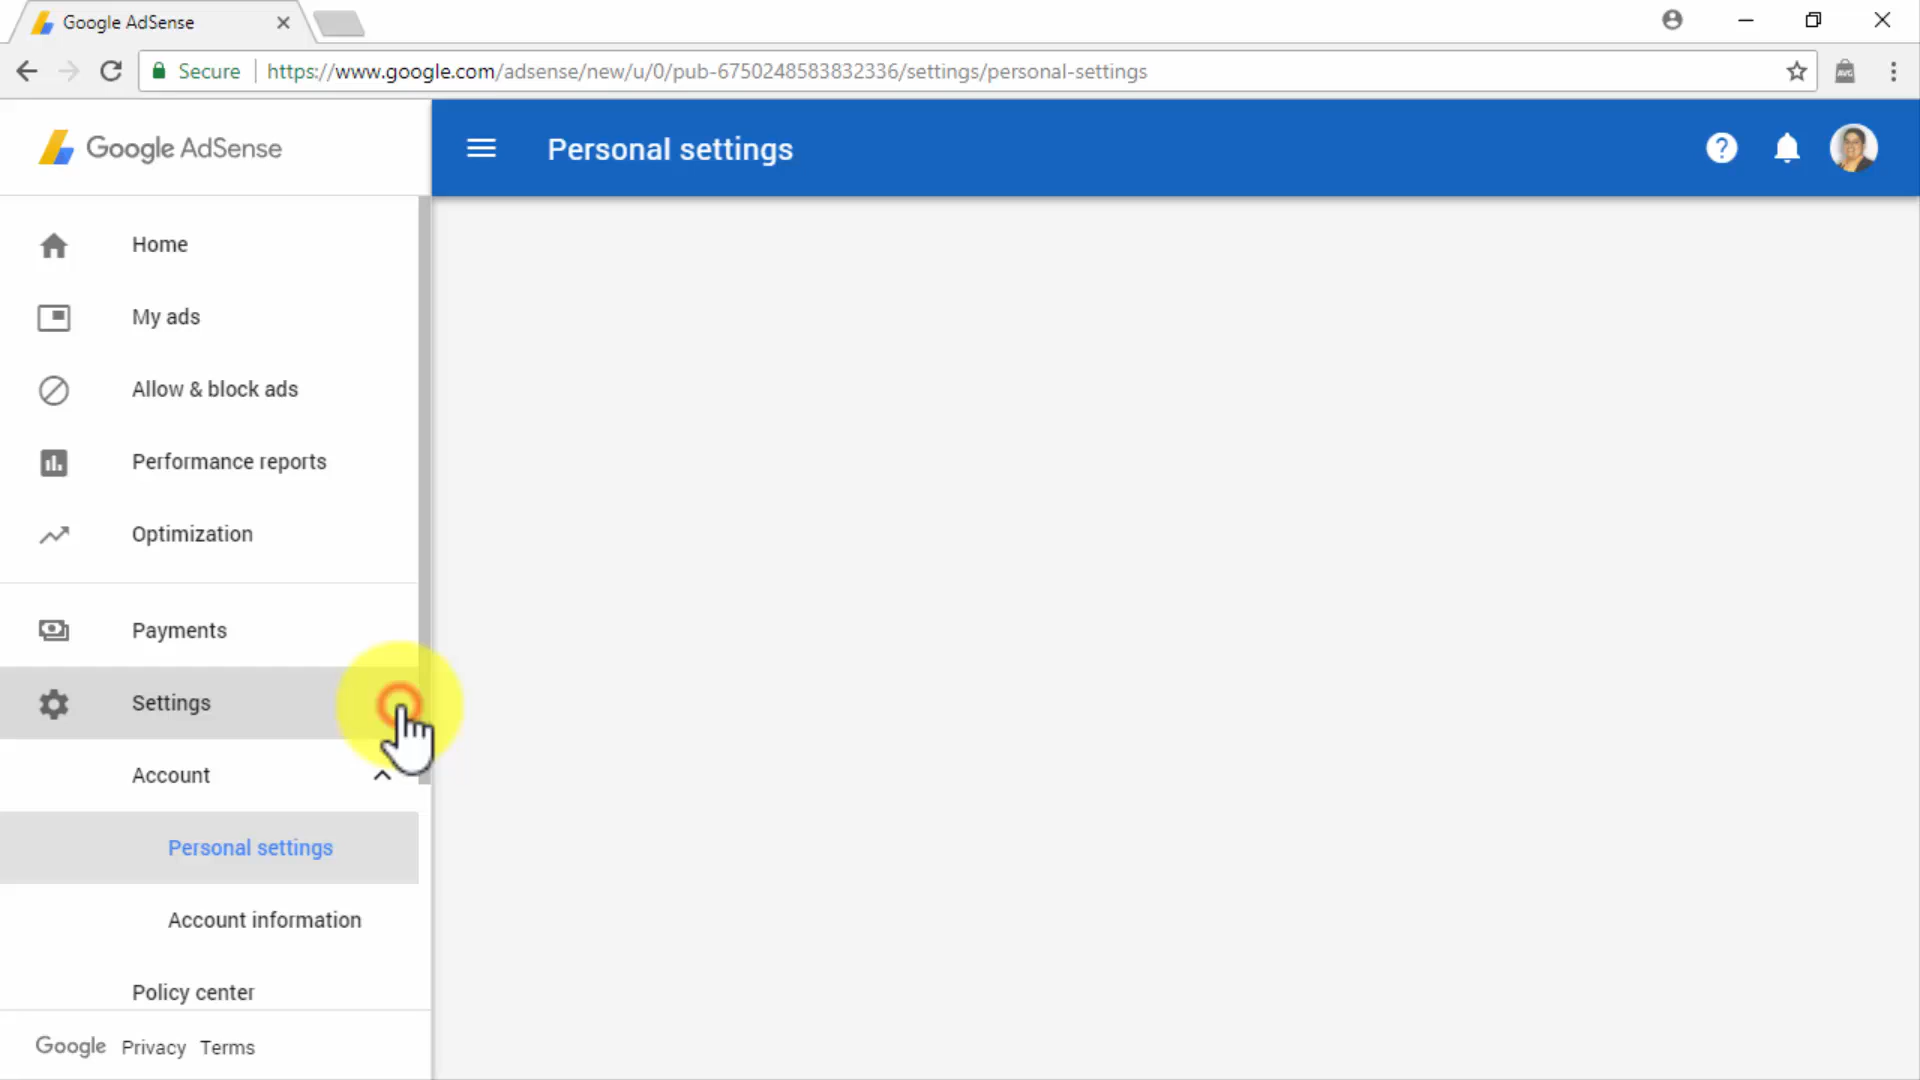 Google AdSense
Secure https://www.google.com/adsense/new/u/0/pub-6750248583832336/settings/personal-settings
AVG
Google AdSense
Personal settings
?
Home
My ads
Allow & block ads
Performance reports
Optimization
Payments
Settings
Account
Personal settings
Account information
Policy center
Google Privacy Terms